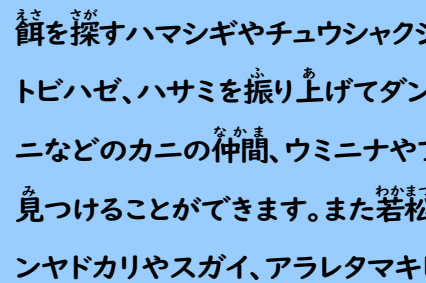 餌を探すハマシギやチュウシャク
トビハゼ、ハサミを振り上げてダン
ニなどのカニの仲間、ウミニナや
見つけることができます。また若松
ンヤドカリやスガイ、アラレタマキ